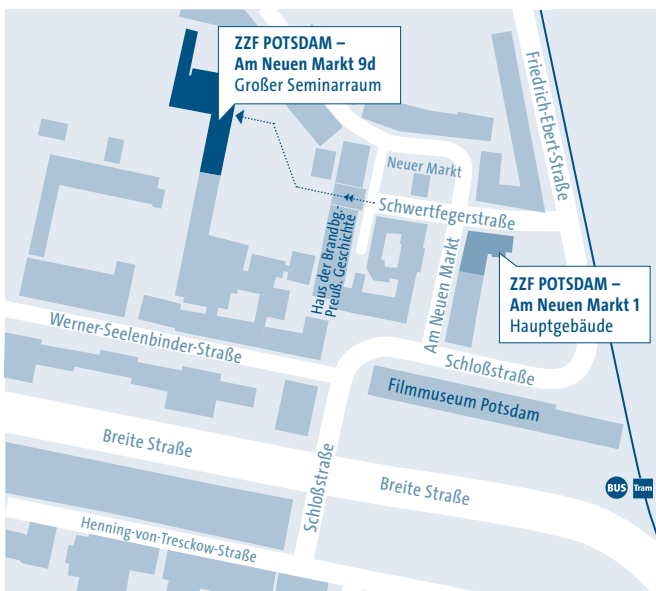 ZZF POTSDAM –
Am Neuen Markt 9d
Großer Seminarraum
Friedrich-Ebert-Straße
Neuer Markt
Schwertfegerstraße
Haus der Brandbg.-
Preuß. Geschichte
Am Neuen Markt
ZZF POTSDAM –
Am Neuen Markt 1
Hauptgebäude
Werner-Seelenbinder-Straße
Schloßstraße
Filmmuseum Potsdam
Breite Straße
Breite Straße
Schloßstraße
BUS Tram
Henning-von-Tresckow-Straße